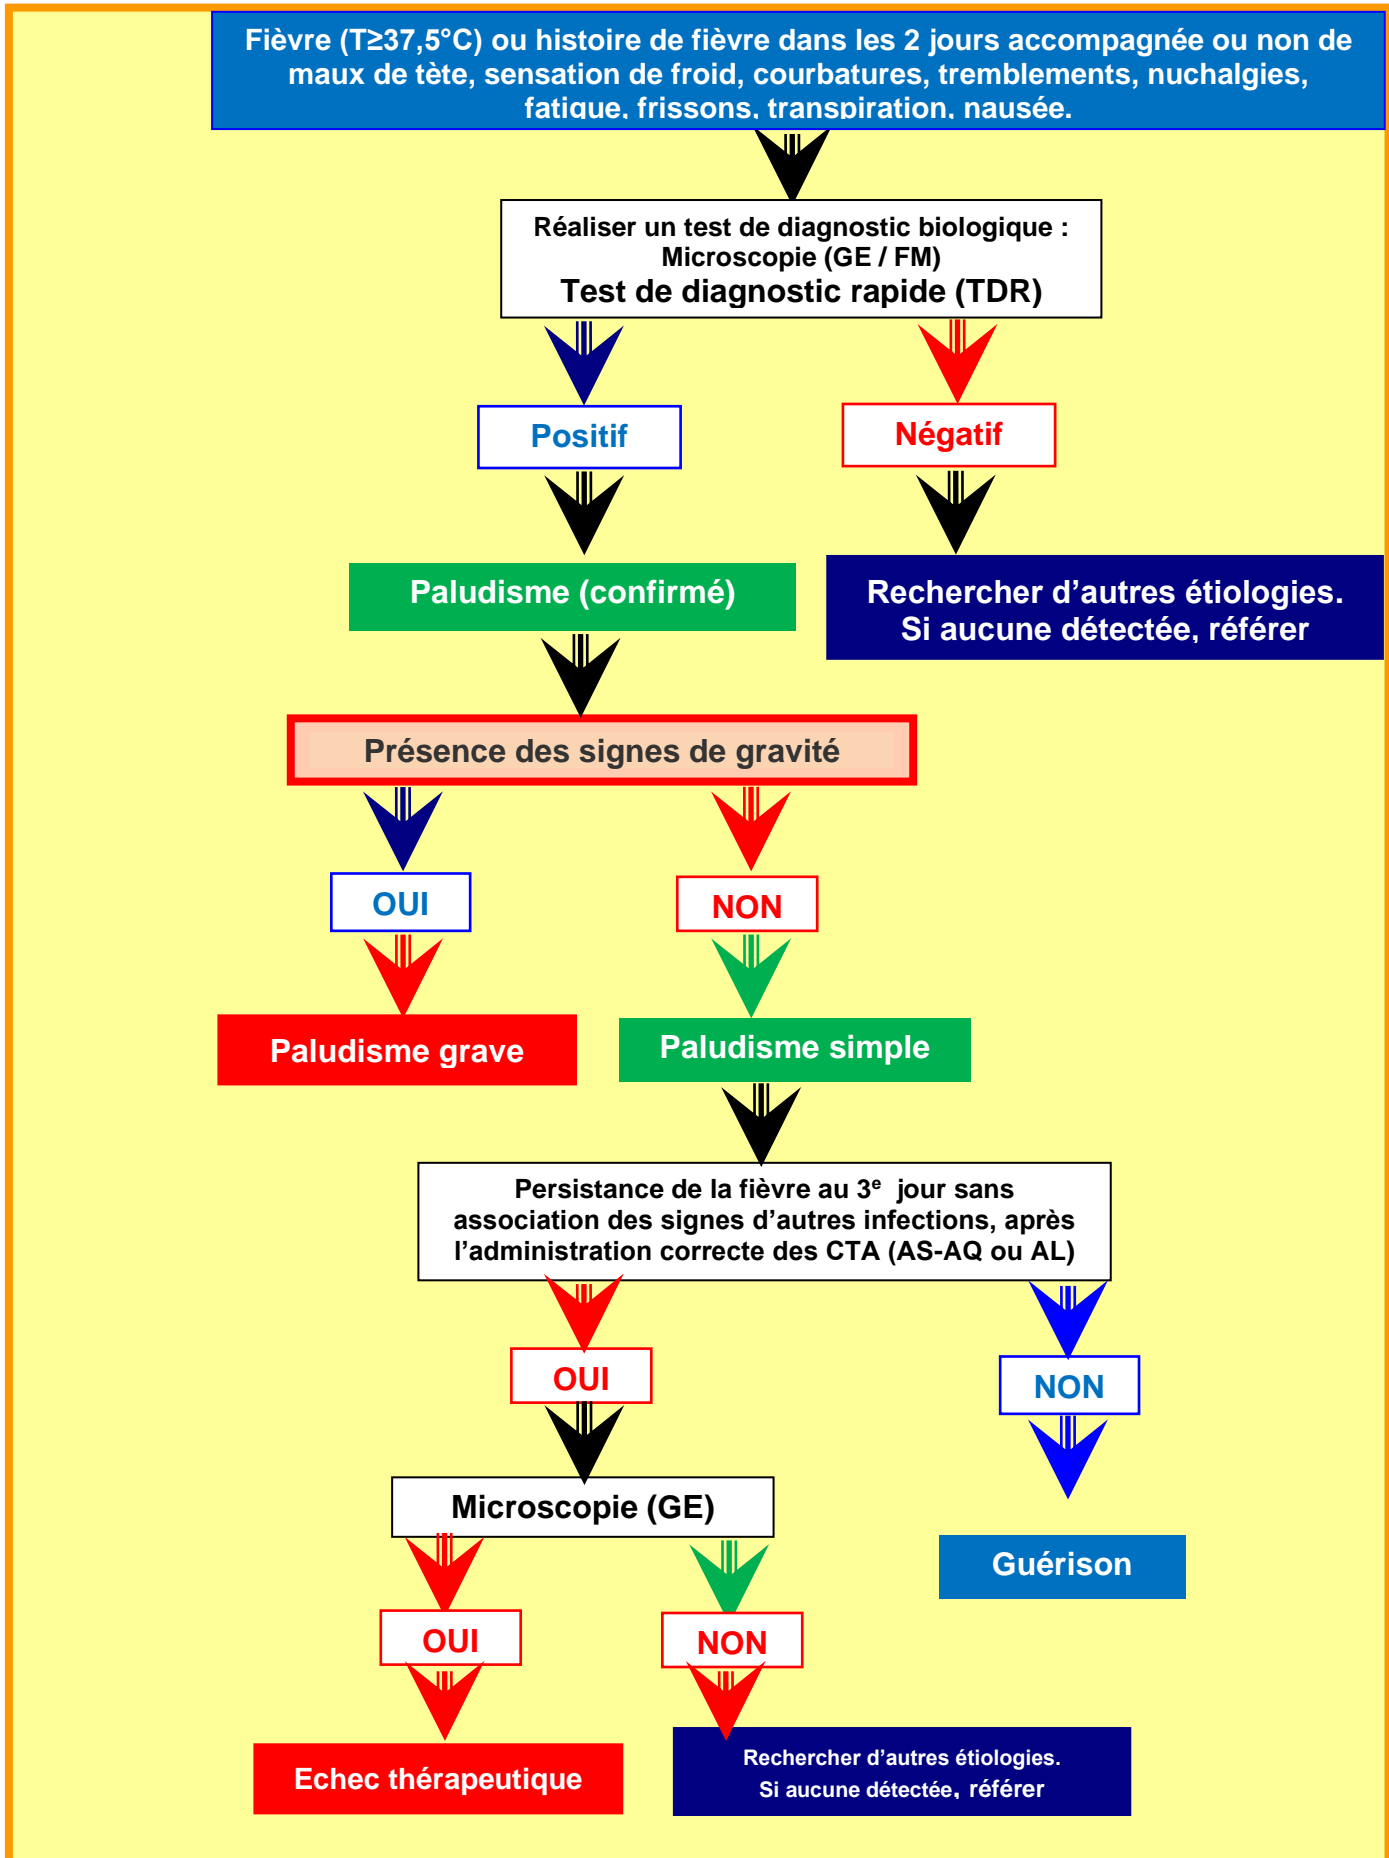 Fièvre (T≥37,5°C) ou histoire de fièvre dans les 2 jours accompagnée ou non de
maux de tète, sensation de froid, courbatures, tremblements, nuchalgies,
fatigue, frissons, transpiration, nausée.
Réaliser un test de diagnostic biologique :
Microscopie (GE / FM)
Test de diagnostic rapide (TDR)
Positif
Négatif
Paludisme (confirmé)
Rechercher d’autres étiologies.
Si aucune détectée, référer
Présence des signes de gravité
OUI
NON
Paludisme grave
Paludisme simple
Persistance de la fièvre au 3e jour sans
association des signes d’autres infections, après
l’administration correcte des CTA (AS-AQ ou AL)
OUI
NON
Microscopie (GE)
Guérison
OUI
NON
Echec thérapeutique
Rechercher d’autres étiologies.
Si aucune détectée, référer